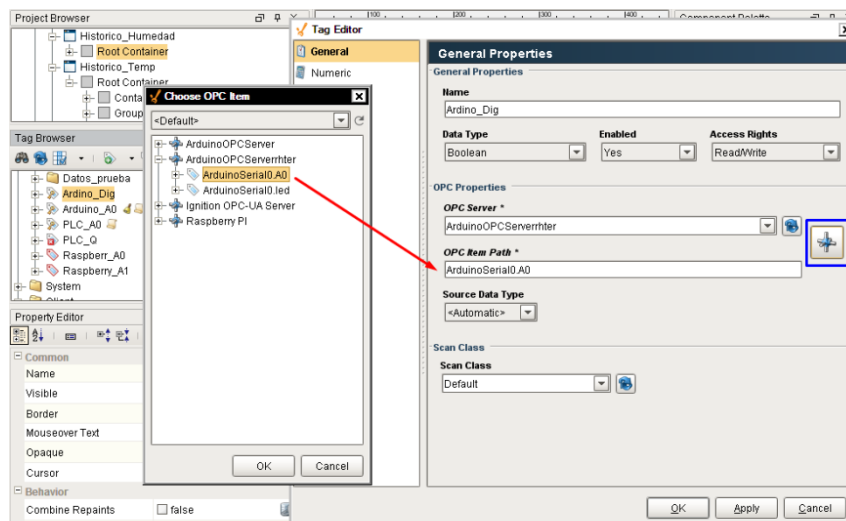 Project Browser
Historico_Humedad
Root Container
Historico_Temp
Root Container
Conta
Group
Tag Browser
Datos_prueba
Ardino_Dig
Arduino_A0
PLC_A0
PLC_Q
Raspberr_A0
Raspberry_A1
System
Property Editor
Common
Name
Visible
Border
Mouseover Text
Opaque
Cursor
Behavior
Combine Repaints
false
Choose OPC Item
<Default>
ArduinoOPCServer
ArduinoOPCServerrhter
ArduinoSerial0.A0
ArduinoSerial0.led
Ignition OPC-UA Server
Raspberry PI
OK
Cancel
100
200
300
400
Tag Editor
General
Numeric
General Properties
General Properties
Name
Ardino_Dig
Data Type
Enabled
Access Rights
Boolean
Yes
Read/Write
OPC Properties
OPC Server *
ArduinoOPCServerrhter
OPC Item Path *
ArduinoSerial0.A0
Source Data Type
<Automatic>
Scan Class
Scan Class
Default
OK
Apply
Cancel